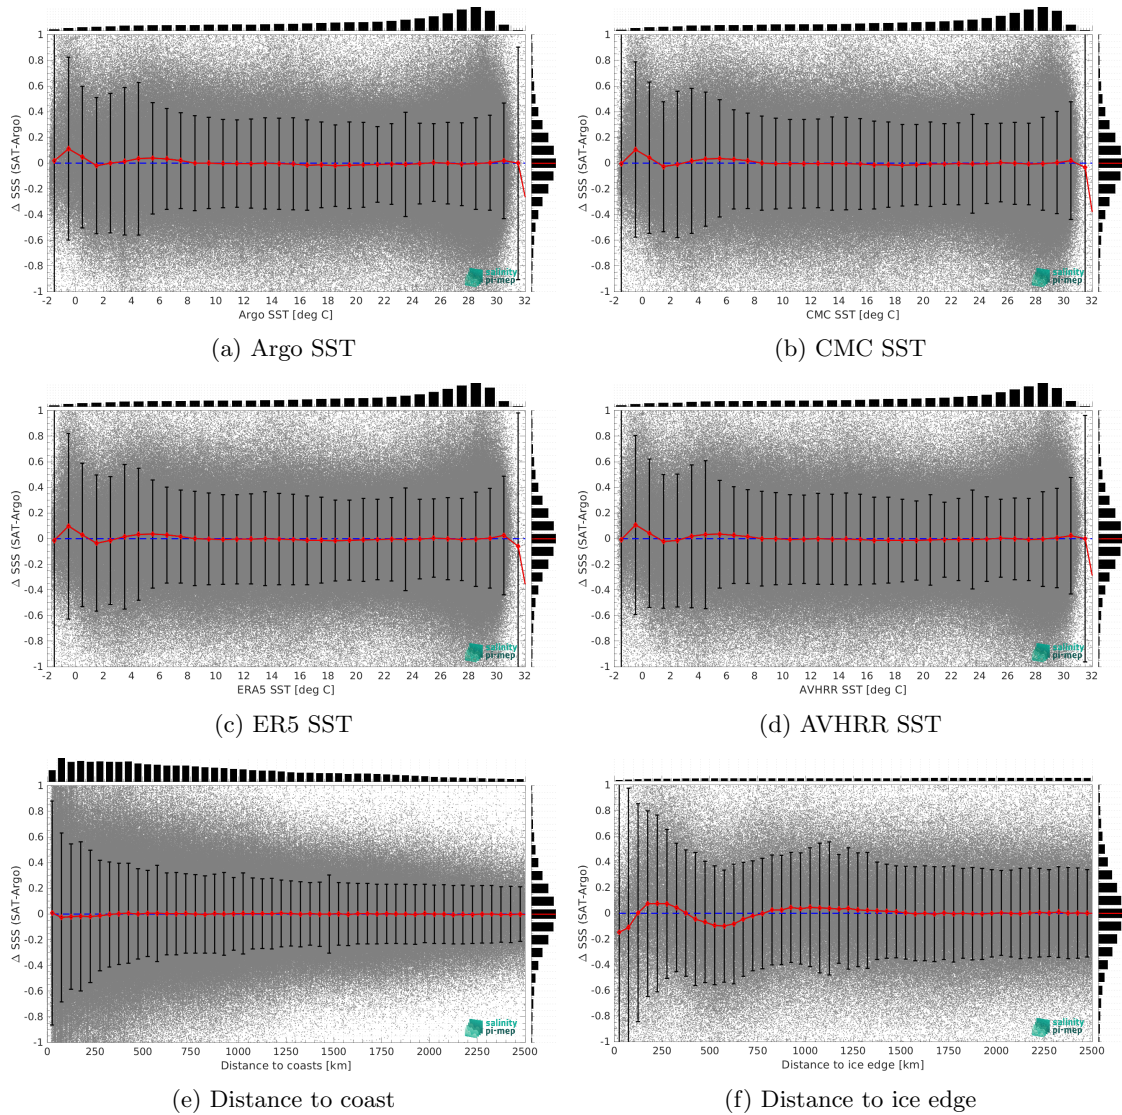 1
0.8
0.6
0.4
0.2
0
-0.2
-0.4
-0.6
-0.8
-1
Δ SSS (SAT-Argo)
-2 0 2 4 6 8 10 12 14 16 18 20 22 24 26 28 30 32
Argo SST [deg C]
salinity
pi-mep
(a) Argo SST
1
0.8
0.6
0.4
0.2
0
-0.2
-0.4
-0.6
-0.8
-1
Δ SSS (SAT-Argo)
-2 0 2 4 6 8 10 12 14 16 18 20 22 24 26 28 30 32
CMC SST [deg C]
salinity
pi-mep
(b) CMC SST
1
0.8
0.6
0.4
0.2
0
-0.2
-0.4
-0.6
-0.8
-1
Δ SSS (SAT-Argo)
-2 0 2 4 6 8 10 12 14 16 18 20 22 24 26 28 30 32
ERA5 SST [deg C]
salinity
pi-mep
(c) ER5 SST
1
0.8
0.6
0.4
0.2
0
-0.2
-0.4
-0.6
-0.8
-1
Δ SSS (SAT-Argo)
-2 0 2 4 6 8 10 12 14 16 18 20 22 24 26 28 30 32
AVHRR SST [deg C]
salinity
pi-mep
(d) AVHRR SST
1
0.8
0.6
0.4
0.2
0
-0.2
-0.4
-0.6
-0.8
-1
Δ SSS (SAT-Argo)
0 250 500 750 1000 1250 1500 1750 2000 2250 2500
Distance to coasts [km]
salinity
pi-mep
(e) Distance to coast
1
0.8
0.6
0.4
0.2
0
-0.2
-0.4
-0.6
-0.8
-1
Δ SSS (SAT-Argo)
0 250 500 750 1000 1250 1500 1750 2000 2250 2500
Distance to ice edge [km]
salinity
pi-mep
(f) Distance to ice edge